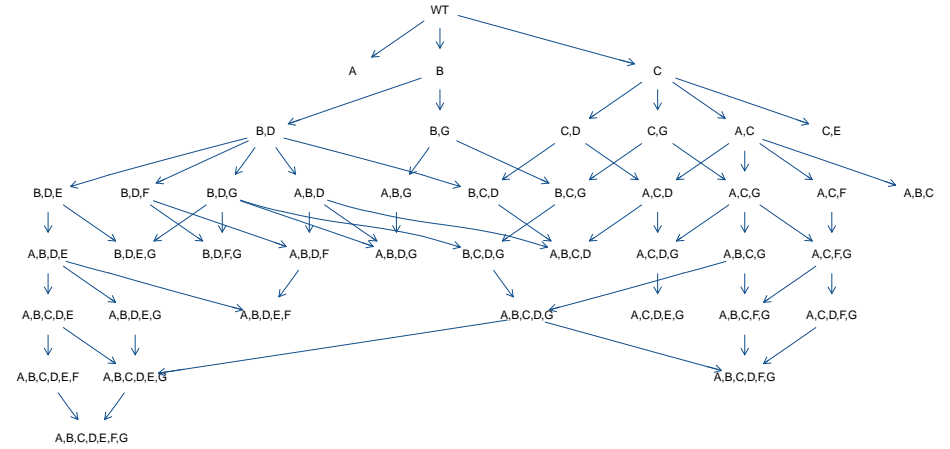 WT
A B C
B,D B,G C,D C,G A,C C,E
B,D,E B,D,F B,D,G A,B,D A,B,G B,C,D B,C,G A,C,D A,C,G A,C,F A,B,C
A,B,D,E B,D,E,G B,D,F,G A,B,D,F A,B,D,G B,C,D,G A,B,C,D A,C,D,G A,B,C,G A,C,F,G
A,B,C,D,E A,B,D,E,G A,B,D,E,F A,B,C,D,G A,C,D,E,G A,B,C,F,G A,C,D,F,G
A,B,C,D,E,F A,B,C,D,E,G A,B,C,D,F,G
A,B,C,D,E,F,G